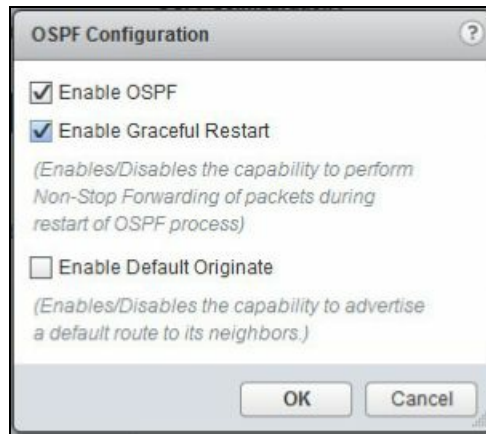 OSPF Configuration
?
Enable OSPF
Enable Graceful Restart
(Enables/Disables the capability to perform
Non-Stop Forwarding of packets during
restart of OSPF process)
Enable Default Originate
(Enables/Disables the capability to advertise
a default route to its neighbors.)
OK Cancel